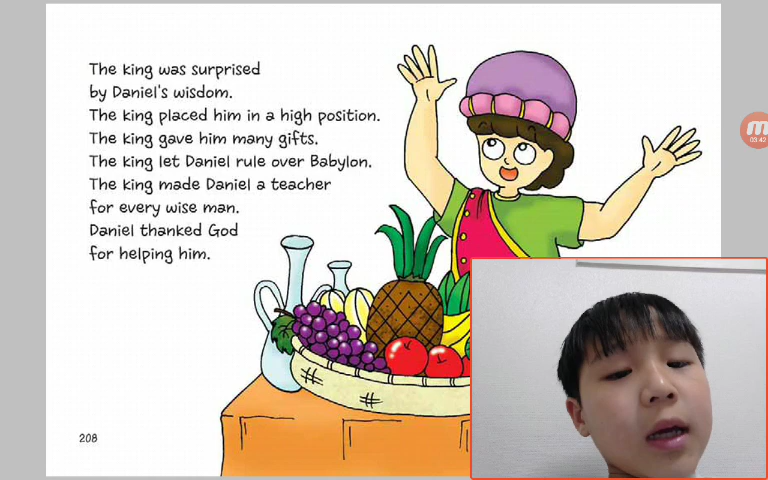 The king was surprised
by Daniel's wisdom.
The king placed him in a high position.
The king gave him many gifts.
The king let Daniel rule over Babylon.
The king made Daniel a teacher
for every wise man.
Daniel thanked God
for helping him.
208
03:42